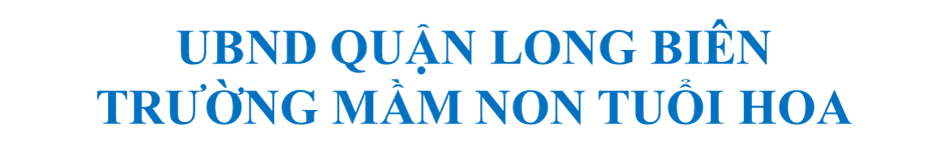 UBND QUẬN LONG BIÊN
TRƯỜNG MẦM NON TUỔI HOA